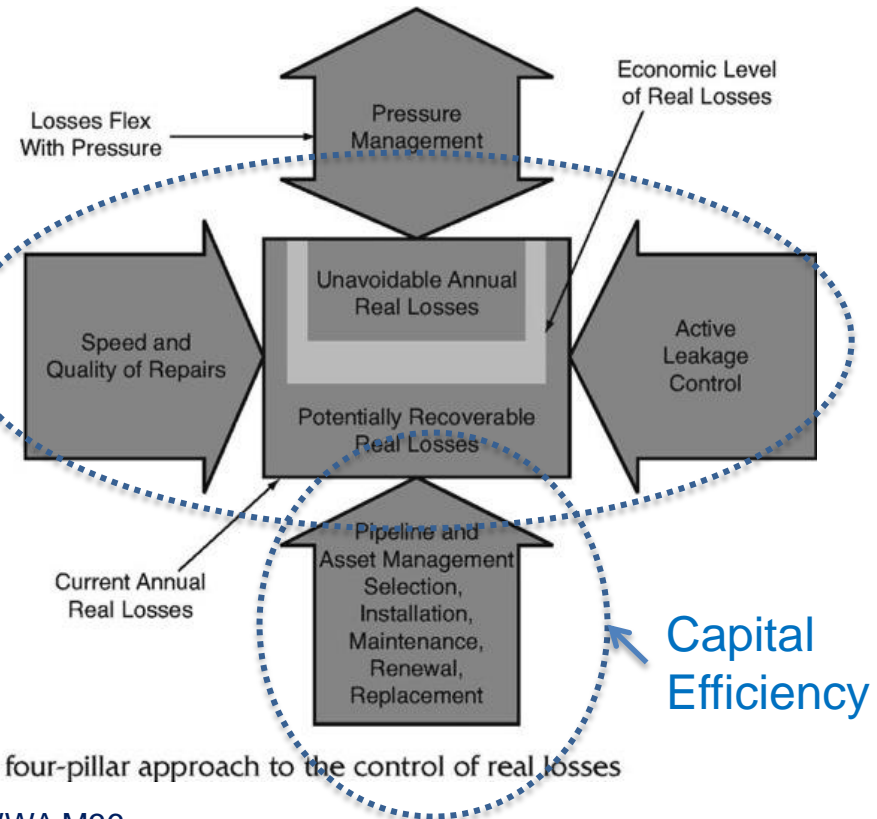 Pressure
Management
Economic Level
of Real Losses
Losses Flex
With Pressure
Unavoidable Annual
Real Losses
Speed and
Quality of Repairs
Active
Leakage
Control
Potentially Recoverable
Real Losses
Current Annual
Real Losses
Pipeline and
Asset Management
Selection,
Installation,
Maintenance,
Renewal,
Replacement
Capital
Efficiency
four-pillar approach to the control of real losses